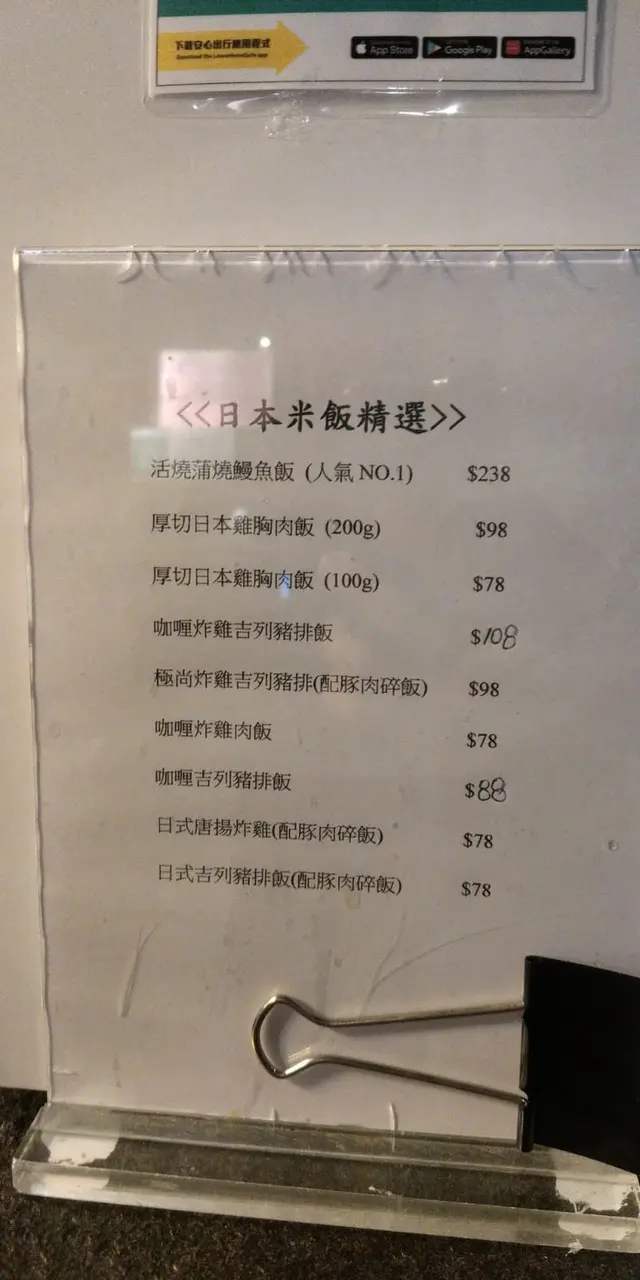 下載安心出行應用程式
Download the LeaveHomeSafe app
App Store
Google Play
AppGallery
<<日本米飯精選>>
活燒蒲燒鰻魚飯 (人氣 NO.1) $238
厚切日本雞胸肉飯 (200g) $98
厚切日本雞胸肉飯 (100g) $78
咖喱炸雞吉列豬排飯 $108
極尚炸雞吉列豬排(配豚肉碎飯) $98
咖喱炸雞肉飯 $78
咖喱吉列豬排飯 $88
日式唐揚炸雞(配豚肉碎飯) $78
日式吉列豬排飯(配豚肉碎飯) $78